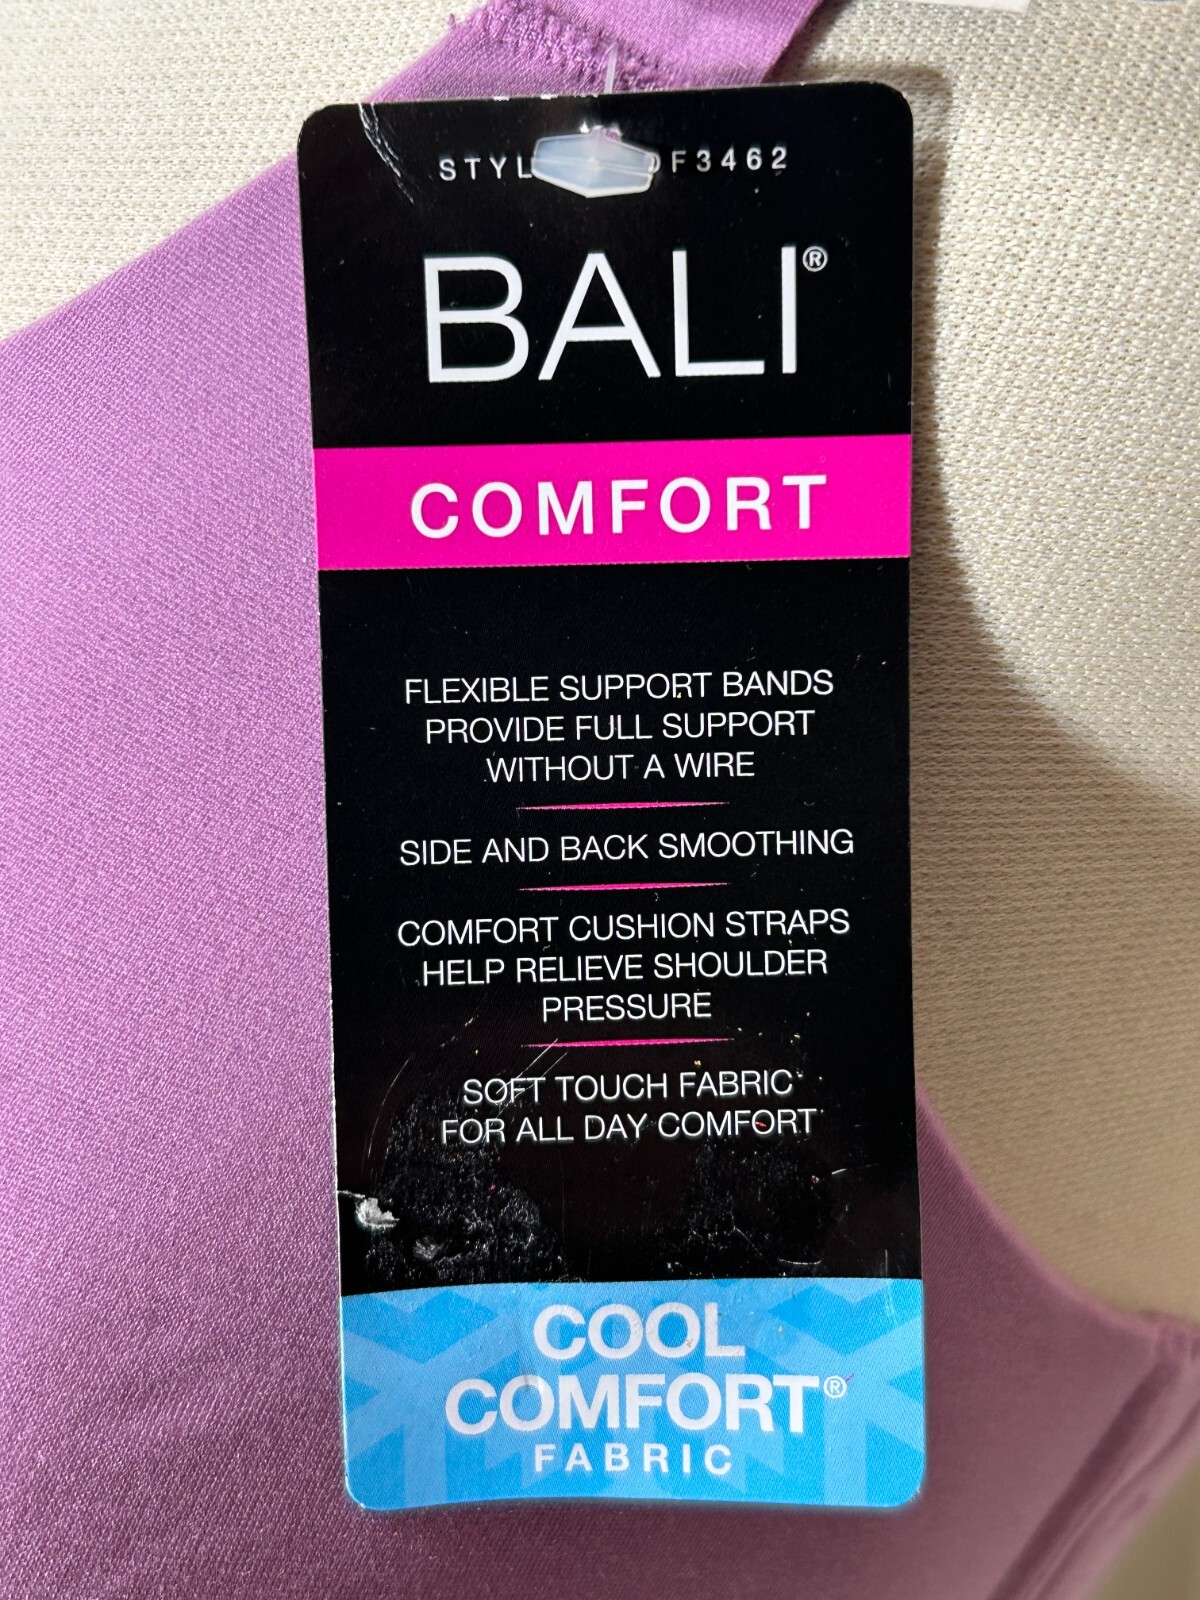 F3462
BALI®
COMFORT
FLEXIBLE SUPPORT BANDS
PROVIDE FULL SUPPORT
WITHOUT A WIRE
SIDE AND BACK SMOOTHING
COMFORT CUSHION STRAPS
HELP RELIEVE SHOULDER
PRESSURE
SOFT TOUCH FABRIC
FOR ALL DAY COMFORT
COOL
COMFORT®
FABRIC